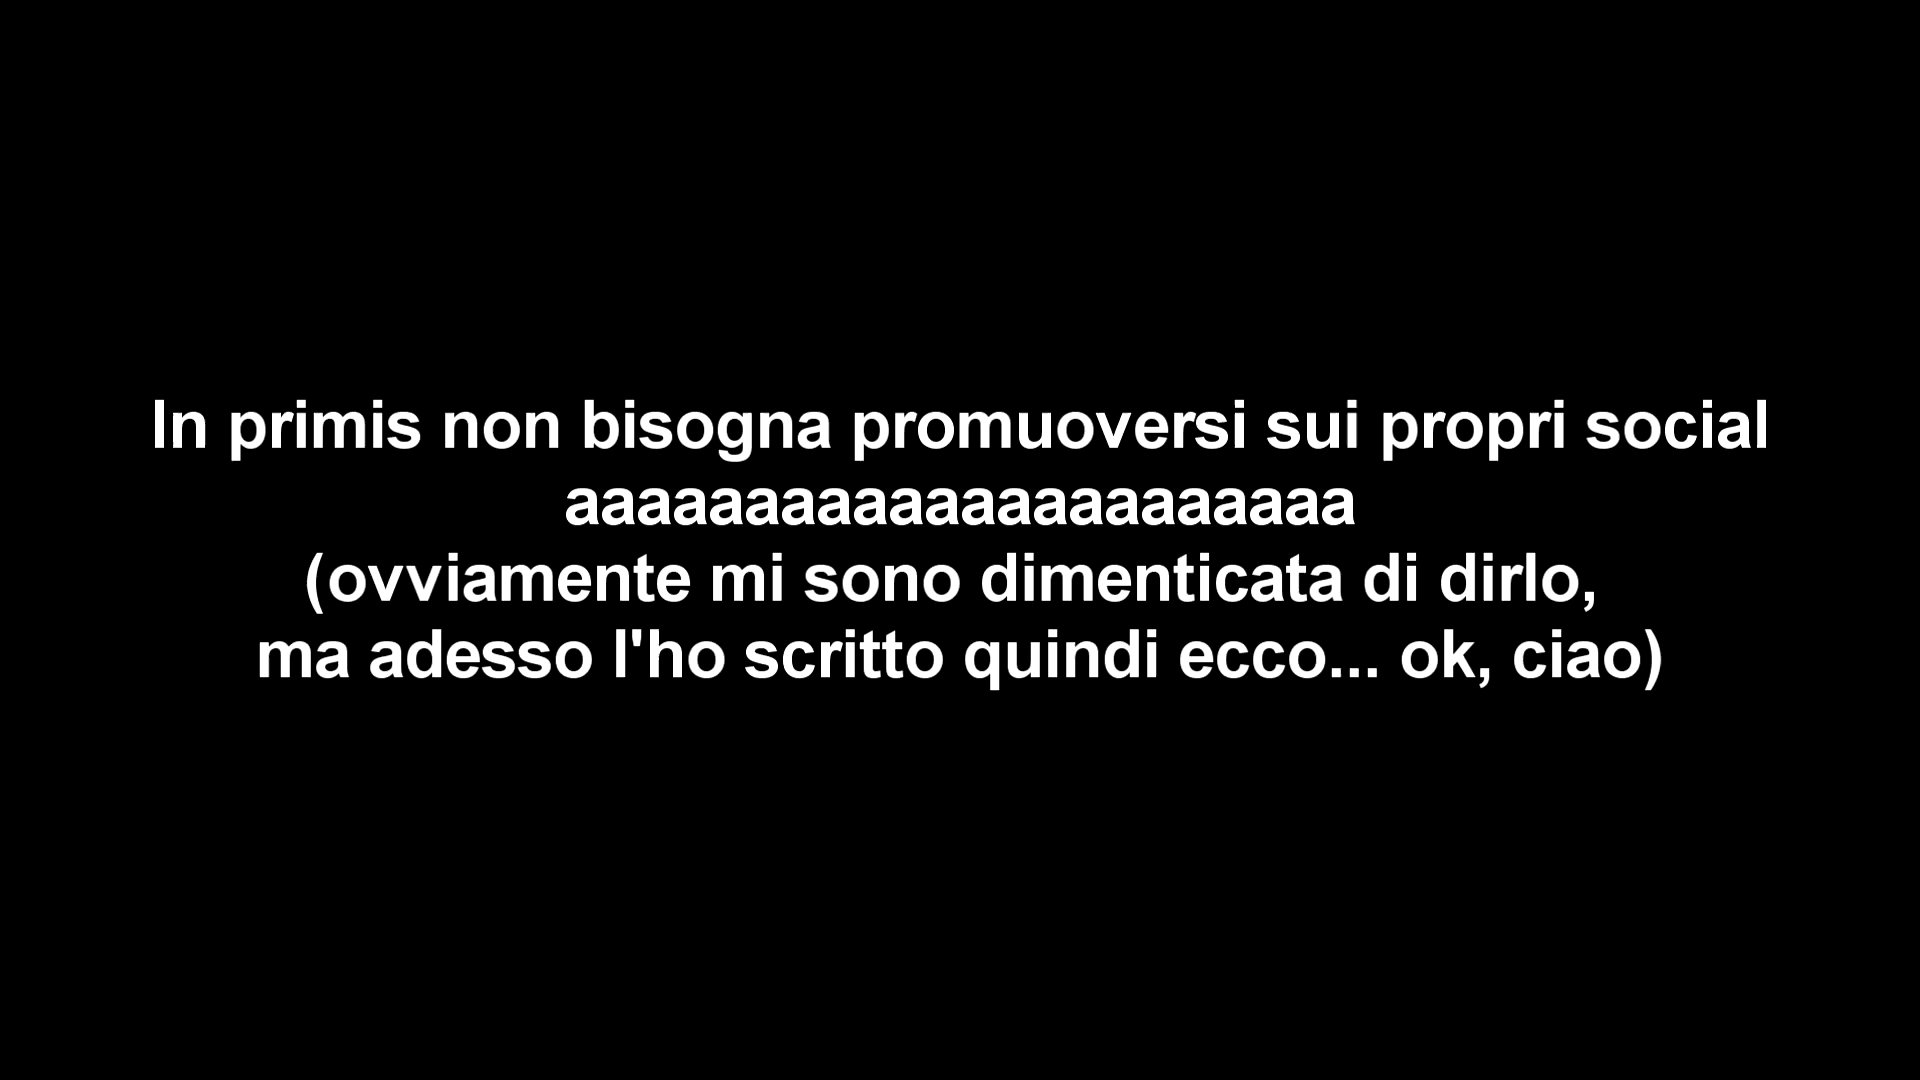 In primis non bisogna promuoversi sui propri social
aaaaaaaaaaaaaaaaaaaaaa
(ovviamente mi sono dimenticata di dirlo,
ma adesso l'ho scritto quindi ecco... ok, ciao)